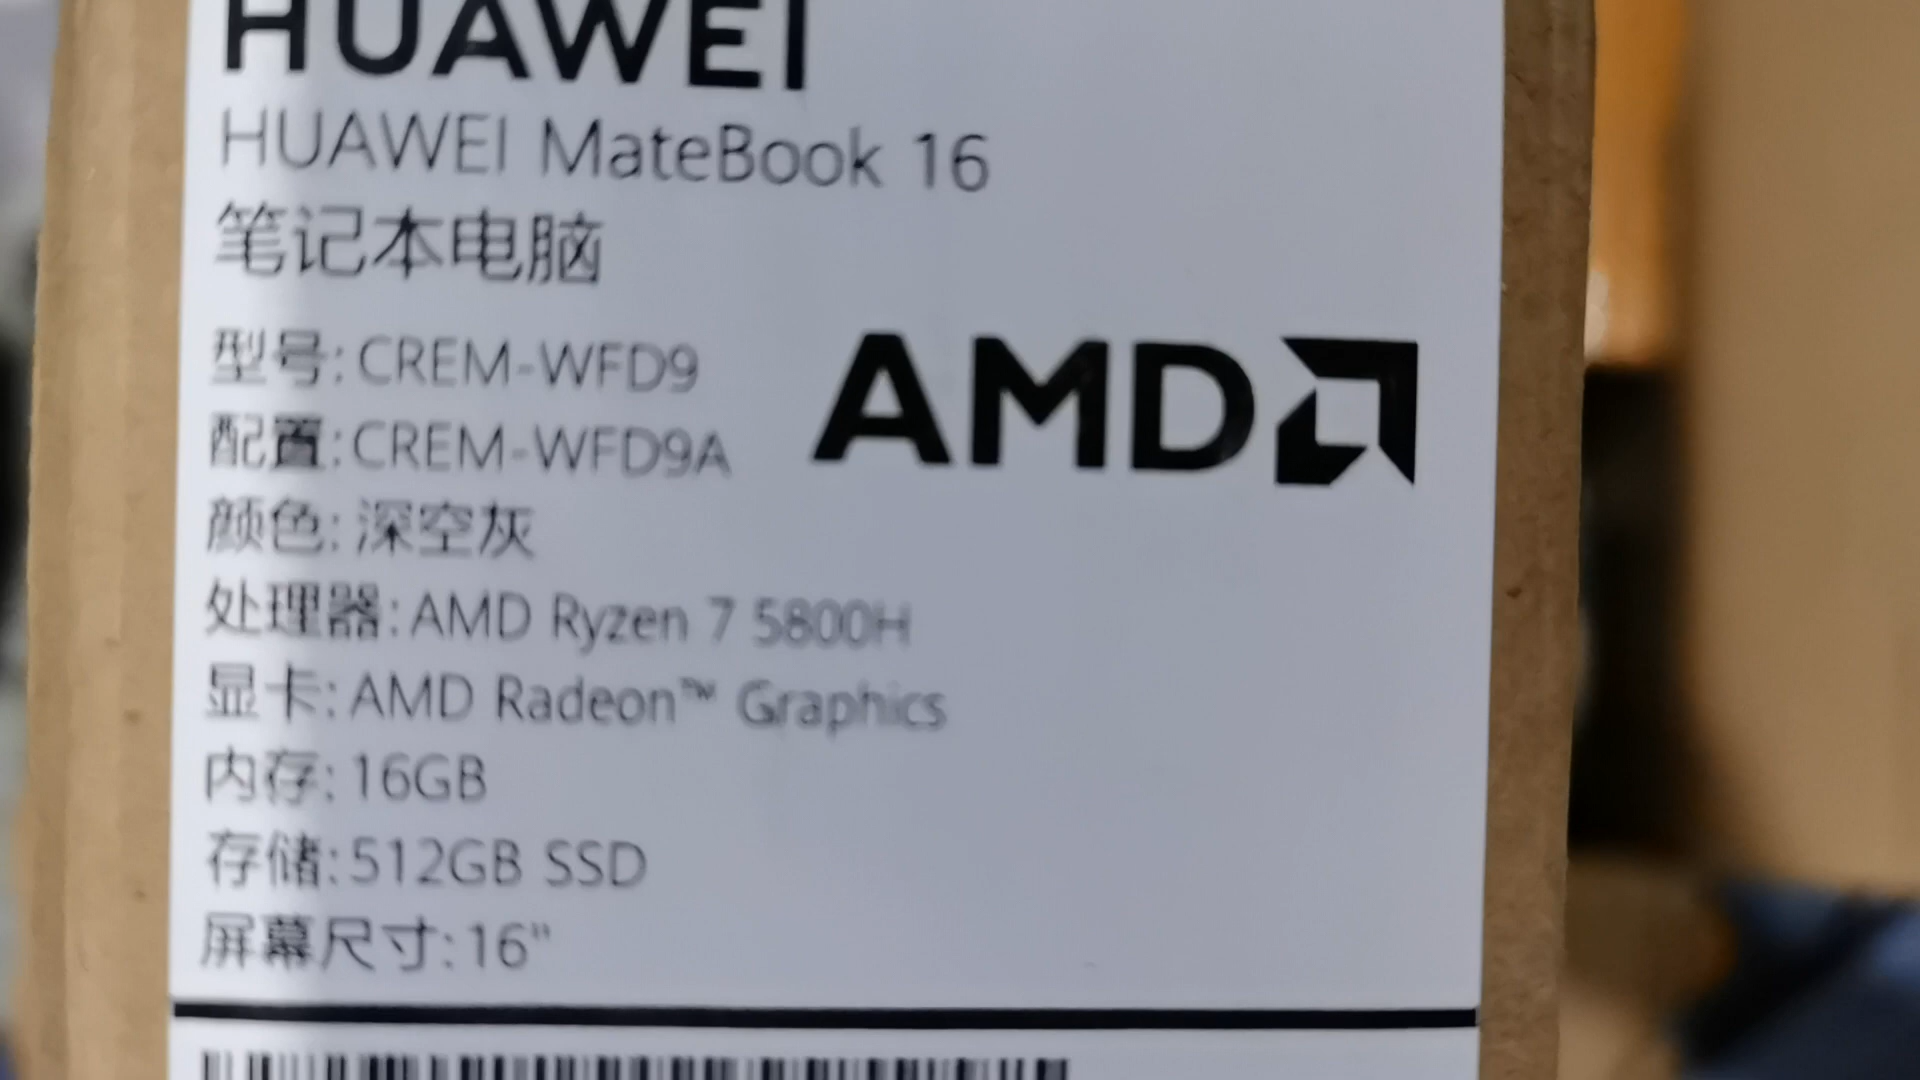 HUAWEI
HUAWEI MateBook 16
笔记本电脑
型号: CREM-WFD9
配置: CREM-WFD9A
AMD
颜色: 深空灰
处理器: AMD Ryzen 7 5800H
显卡: AMD Radeon™ Graphics
内存: 16GB
存储: 512GB SSD
屏幕尺寸: 16"